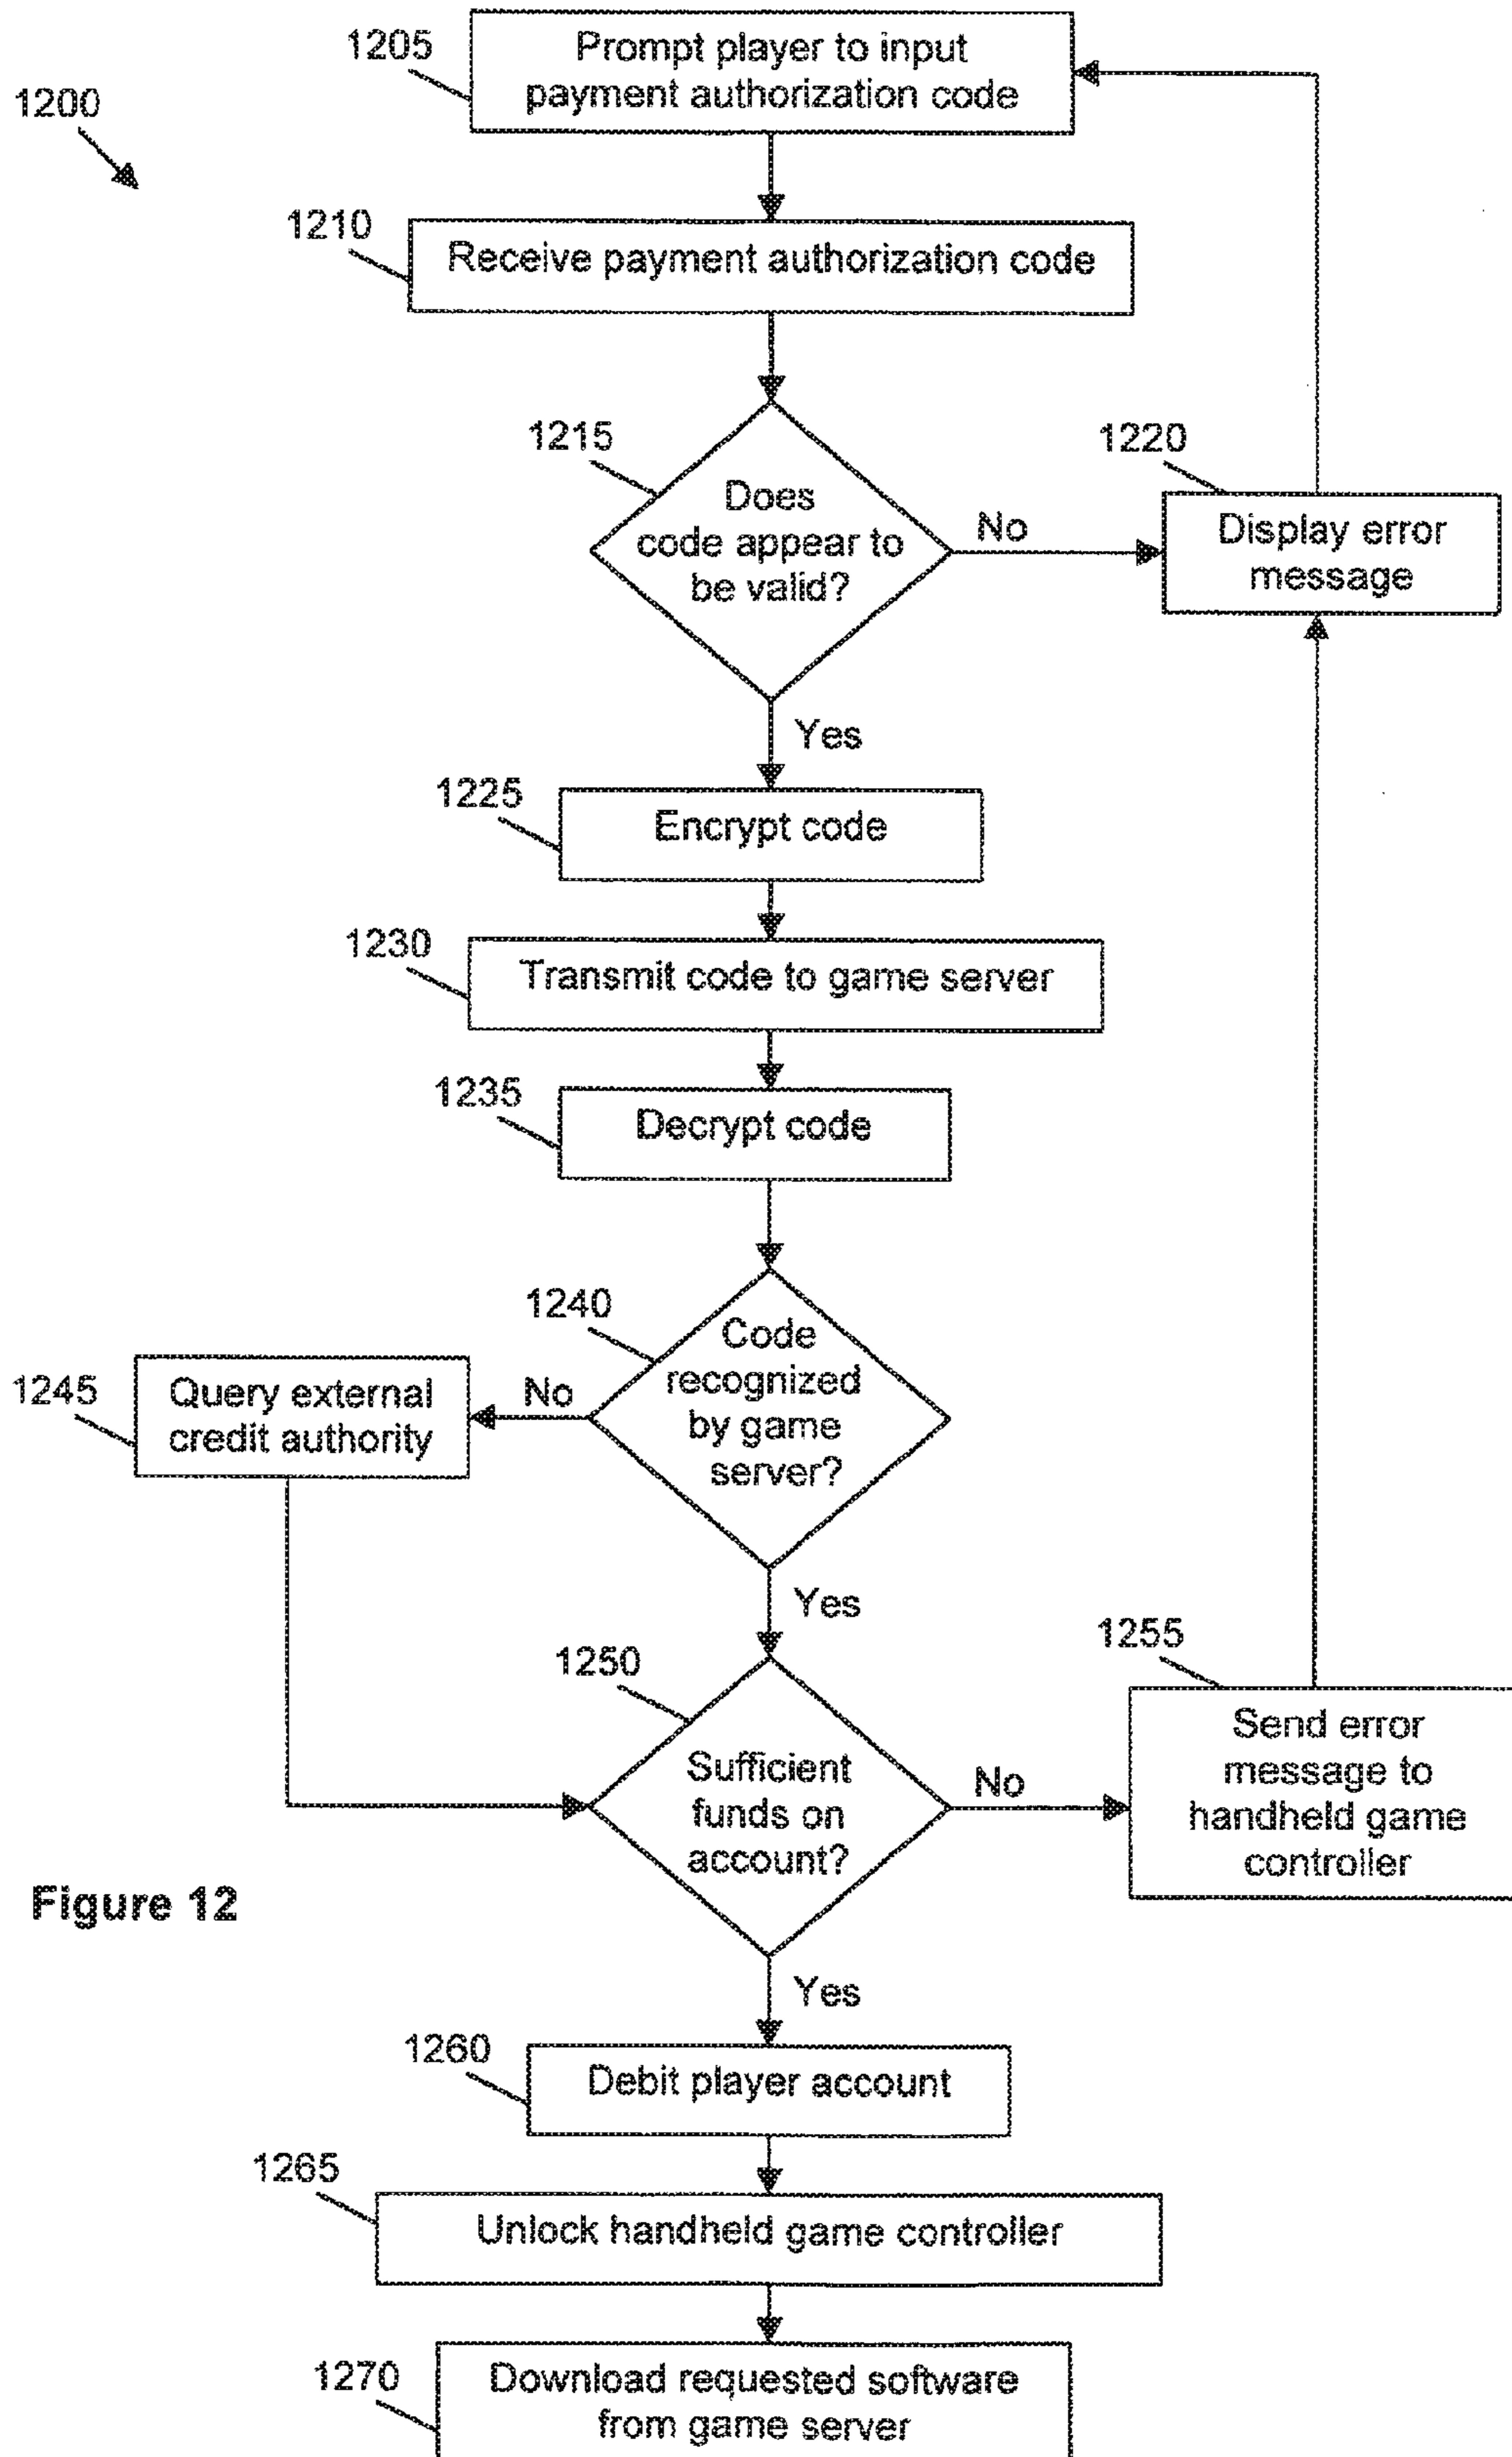 1200
1205
Prompt player to input
payment authorization code
1210
Receive payment authorization code
1215
Does
code appear to
be valid?
No
1220
Display error
message
Yes
1225
Encrypt code
1230
Transmit code to game server
1235
Decrypt code
1240
Code
recognized
by game
server?
No
1245
Query external
credit authority
Yes
1250
Sufficient
funds on
account?
No
1255
Send error
message to
handheld game
controller
Figure 12
Yes
1260
Debit player account
1265
Unlock handheld game controller
1270
Download requested software
from game server